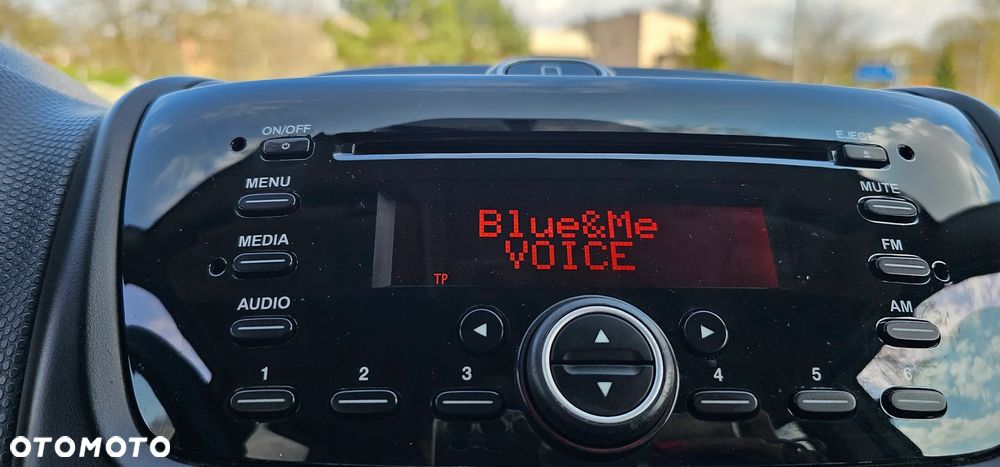 ON/OFF
EJECT
MENU
MUTE
Blue&Me
MEDIA
VOICE
FM
TP
AUDIO
AM
1 2 3 4 5 6
OTOMOTO